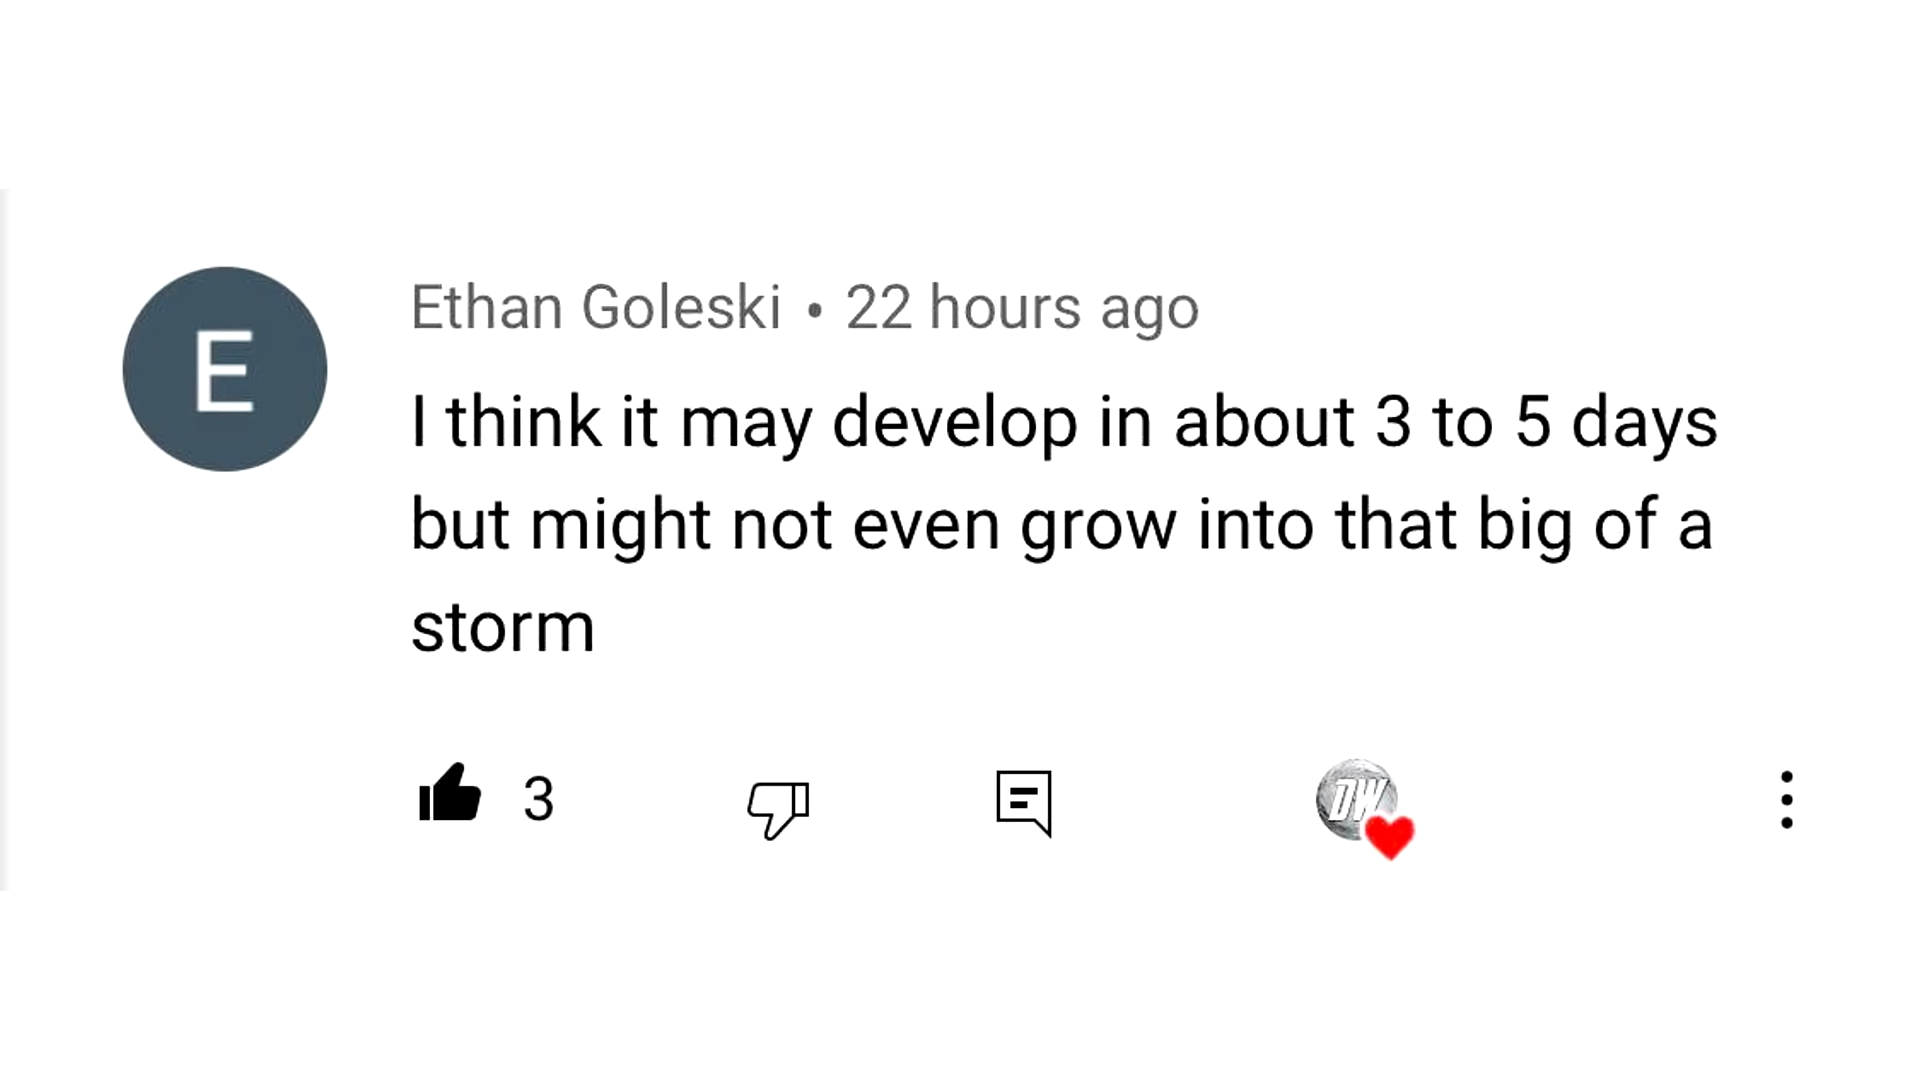 E
Ethan Goleski • 22 hours ago
I think it may develop in about 3 to 5 days
but might not even grow into that big of a
storm
3
DW